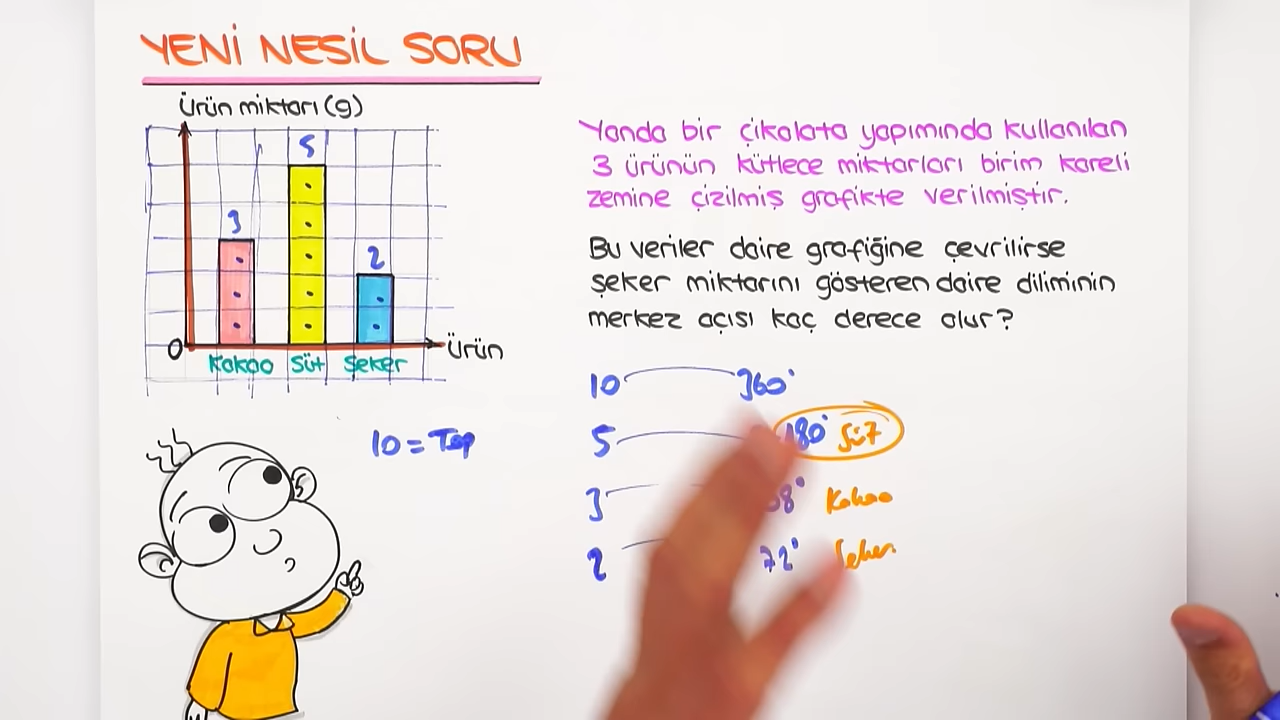 YENİ NESİL SORU
Ürün miktarı (g)
5
3
2
0
Kakao Süt Şeker
Ürün
10 = Top
Yanda bir çikolata yapımında kullanılan
3 ürünün kütlece miktarları birim kareli
zemine çizilmiş grafikte verilmiştir.
Bu veriler daire grafiğine çevrilirse
şeker miktarını gösteren daire diliminin
merkez açısı kaç derece olur?
10 360°
5 180° Süt
3 8° Kakao
2 72° Şeker